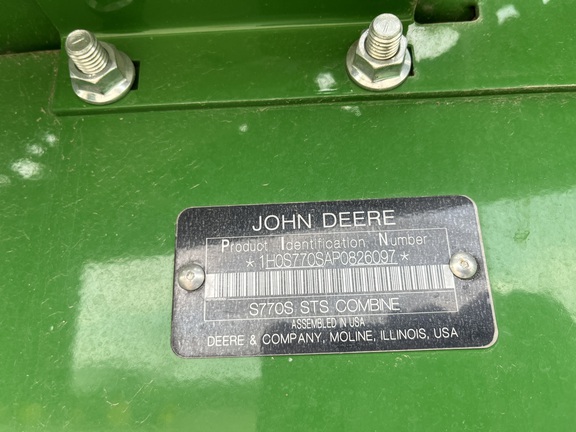 JOHN DEERE
Product Identification Number
*1H0S770SAP0826097*
S770S STS COMBINE
ASSEMBLED IN USA
DEERE & COMPANY, MOLINE, ILLINOIS, USA